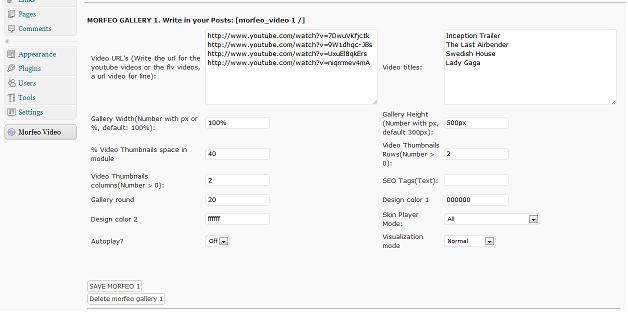 Links
Pages
Comments
Appearance
Plugins
Users
Tools
Settings
Morfeo Video
MORFEO GALLERY 1. Write in your Posts: [morfeo_video 1 /]
Video URL's (Write the url for the
youtube videos or the flv videos,
a url video for line):
http://www.youtube.com/watch?v=7DwuVKfjctk
http://www.youtube.com/watch?v=9W1dhqc-JBs
http://www.youtube.com/watch?v=UxuEl8qkErs
http://www.youtube.com/watch?v=niqrrmev4mA
Video titles:
Inception Trailer
The Last Airbender
Swedish House
Lady Gaga
Gallery Width(Number with px or
%, default: 100%):
100%
Gallery Height
(Number with px,
default 300px):
500px
% Video Thumbnails space in
module
40
Video Thumbnails
Rows(Number >
0):
2
Video Thumbnails
columns(Number > 0):
2
SEO Tags(Text):
Gallery round
20
Design color 1
000000
Design color 2
ffffff
Skin Player
Mode:
All
Autoplay?
Off
Visualization
mode
Normal
SAVE MORFEO 1
Delete morfeo gallery 1